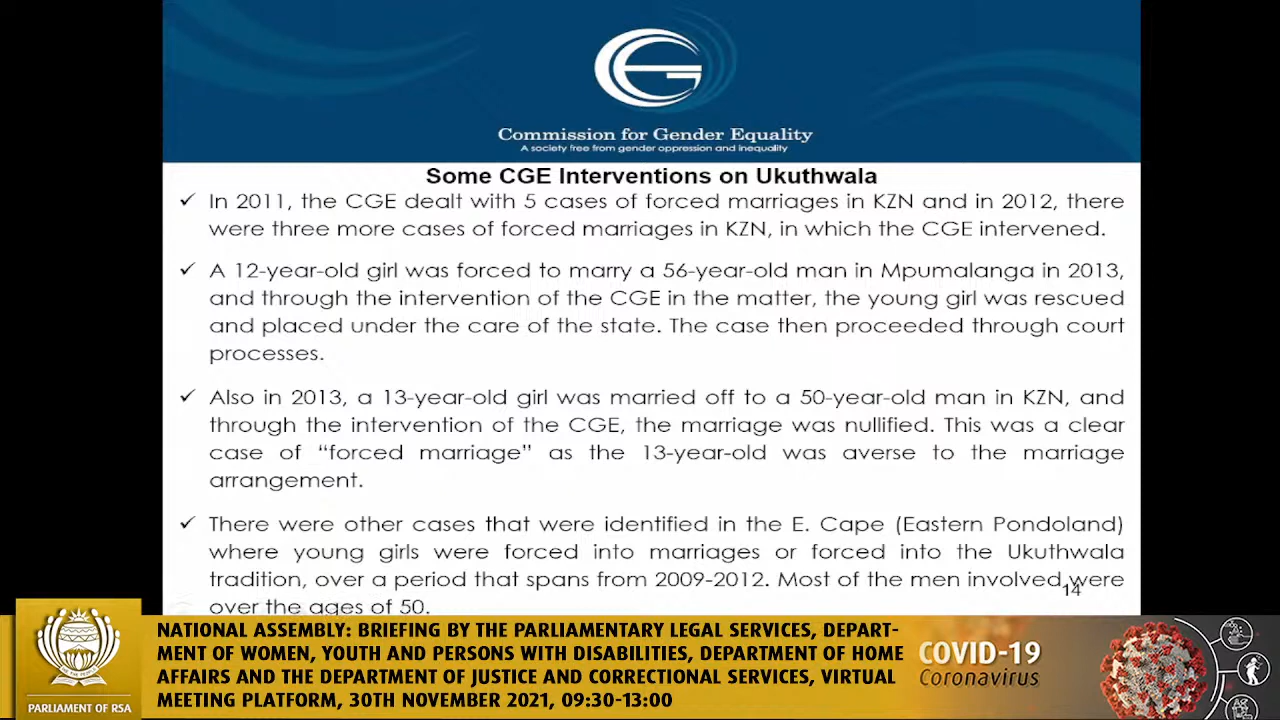 Commission for Gender Equality
A society free from gender oppression and inequality
Some CGE Interventions on Ukuthwala
✓ In 2011, the CGE dealt with 5 cases of forced marriages in KZN and in 2012, there
were three more cases of forced marriages in KZN, in which the CGE intervened.
✓ A 12-year-old girl was forced to marry a 56-year-old man in Mpumalanga in 2013,
and through the intervention of the CGE in the matter, the young girl was rescued
and placed under the care of the state. The case then proceeded through court
processes.
✓ Also in 2013, a 13-year-old girl was married off to a 50-year-old man in KZN, and
through the intervention of the CGE, the marriage was nullified. This was a clear
case of “forced marriage” as the 13-year-old was averse to the marriage
arrangement.
✓ There were other cases that were identified in the E. Cape (Eastern Pondoland)
where young girls were forced into marriages or forced into the Ukuthwala
tradition, over a period that spans from 2009-2012. Most of the men involved were
over the ages of 50.
14
PARLIAMENT OF RSA
NATIONAL ASSEMBLY: BRIEFING BY THE PARLIAMENTARY LEGAL SERVICES, DEPART-
MENT OF WOMEN, YOUTH AND PERSONS WITH DISABILITIES, DEPARTMENT OF HOME
AFFAIRS AND THE DEPARTMENT OF JUSTICE AND CORRECTIONAL SERVICES, VIRTUAL
MEETING PLATFORM, 30TH NOVEMBER 2021, 09:30-13:00
COVID-19
Coronavirus